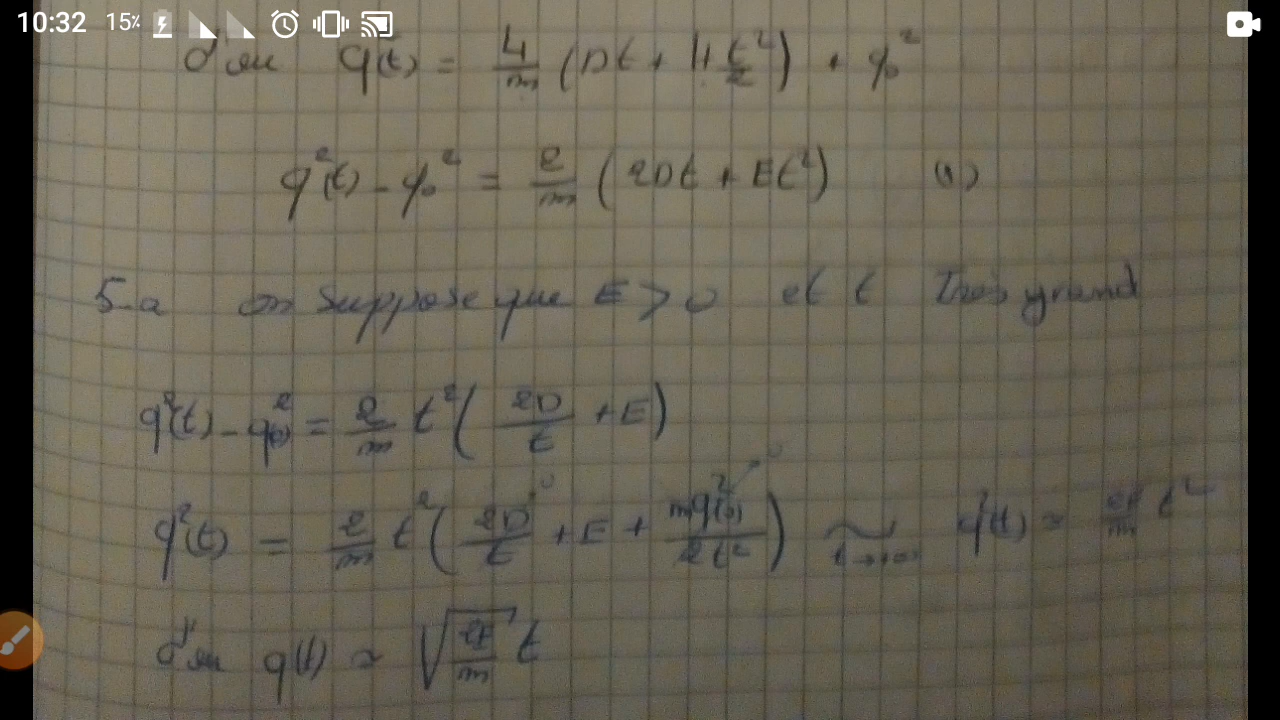 10:32 15%
d'où q(t) = 4/m (Dt + H t²/2) + q₀²
q²(t) - q₀² = 2/m (2Dt + Et²) (1)
5-a on suppose que E > 0 et t très grand
q²(t) - q(0)² = 2/m t² (2D/t + E)
q²(t) = 2/m t² (2D/t + E + mq²(0)/2t²) ~ t→+∞ q²(t) ≈ 2E/m t²
d'où q(t) ≈ √(2E/m) t